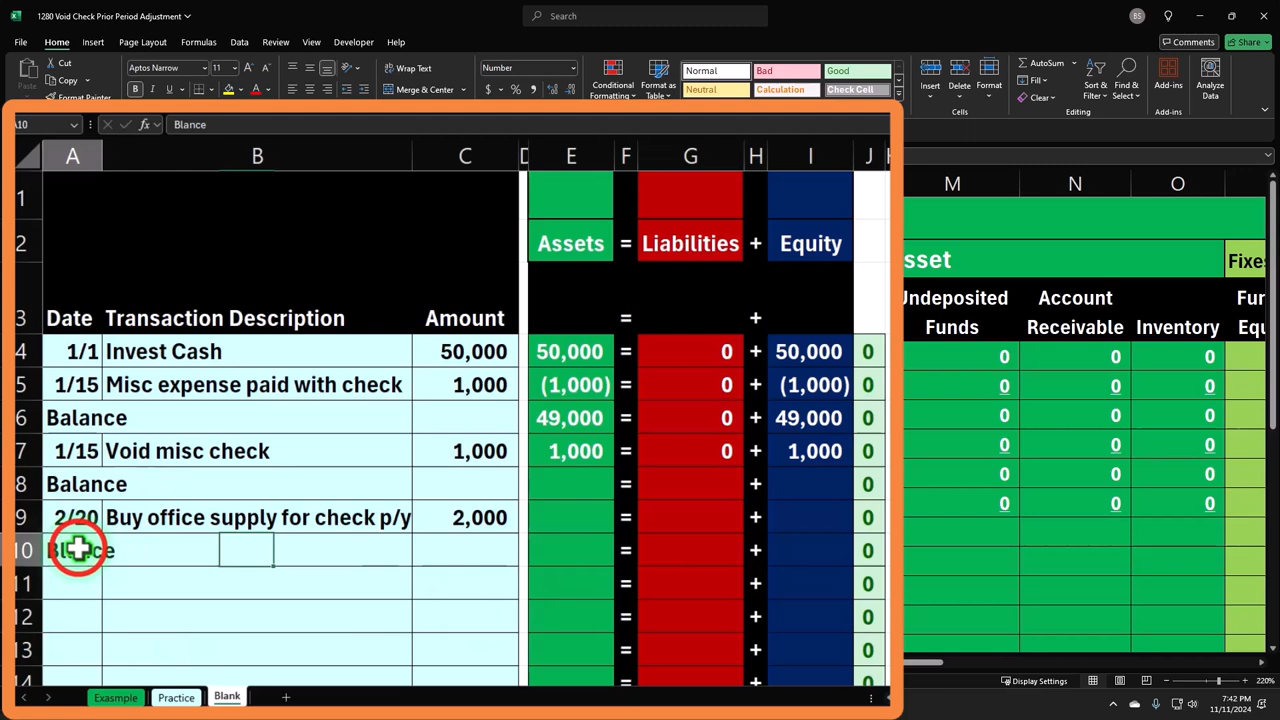 1280 Void Check Prior Period Adjustment
Search
BS
File Home Insert Draw Page Layout Formulas Data Review View Developer Help
Comments Share
Cut
Copy
Format Painter
Paste
Aptos Narrow 11
Wrap Text
Merge & Center
Number
Conditional Formatting
Format as Table
Normal Bad Good
Neutral Calculation Check Cell
Insert Delete Format
Cells
AutoSum
Fill
Clear
Sort & Filter
Find & Select
Add-ins
Add-ins
Analyze Data
A10 fx Blance
A B C D E F G H I J
1
2 Assets = Liabilities + Equity
3 Date Transaction Description Amount = +
4 1/1 Invest Cash 50,000 50,000 = 0 + 50,000 0
5 1/15 Misc expense paid with check 1,000 (1,000) = 0 + (1,000) 0
6 Balance 49,000 = 0 + 49,000 0
7 1/15 Void misc check 1,000 1,000 = 0 + 1,000 0
8 Balance = + 0
9 2/20 Buy office supply for check p/y 2,000 = + 0
10 Blance = + 0
11 = + 0
12 = + 0
13 = + 0
14 = + 0
M N O
sset Fixes
Undeposited Funds
Account Receivable
Inventory
Fur
Equ
0 0 0
0 0 0
0 0 0
0 0 0
0 0 0
0 0 0
Exasmple Practice Blank
Display Settings
220%
7:42 PM
11/11/2024